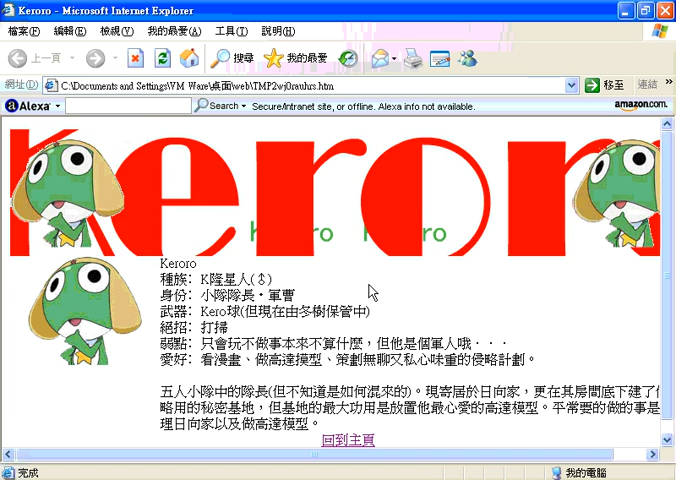 Keroro - Microsoft Internet Explorer
檔案(F) 編輯(E) 檢視(V) 我的最愛(A) 工具(T) 說明(H)
上一頁 搜尋 我的最愛
網址(D) C:\Documents and Settings\VM Ware\桌面\web\TMP2wj0rauhrs.htm 移至 連結 »
Alexa Search Secure/Intranet site, or offline. Alexa info not available. amazon.com.
Keror
Keroro
種族: K隆星人(♂)
身份: 小隊隊長‧軍曹
武器: Kero球(但現在由冬樹保管中)
絕招: 打掃
弱點: 只會玩不做事本來不算什麼，但他是個軍人哦‧‧‧
愛好: 看漫畫、做高達摸型、策劃無聊又私心味重的侵略計劃。
五人小隊中的隊長(但不知道是如何混來的)。現寄居於日向家，更在其房間底下建了
略用的秘密基地，但基地的最大功用是放置他最心愛的高達模型。平常要的做的事是
理日向家以及做高達模型。
回到主頁
完成 我的電腦